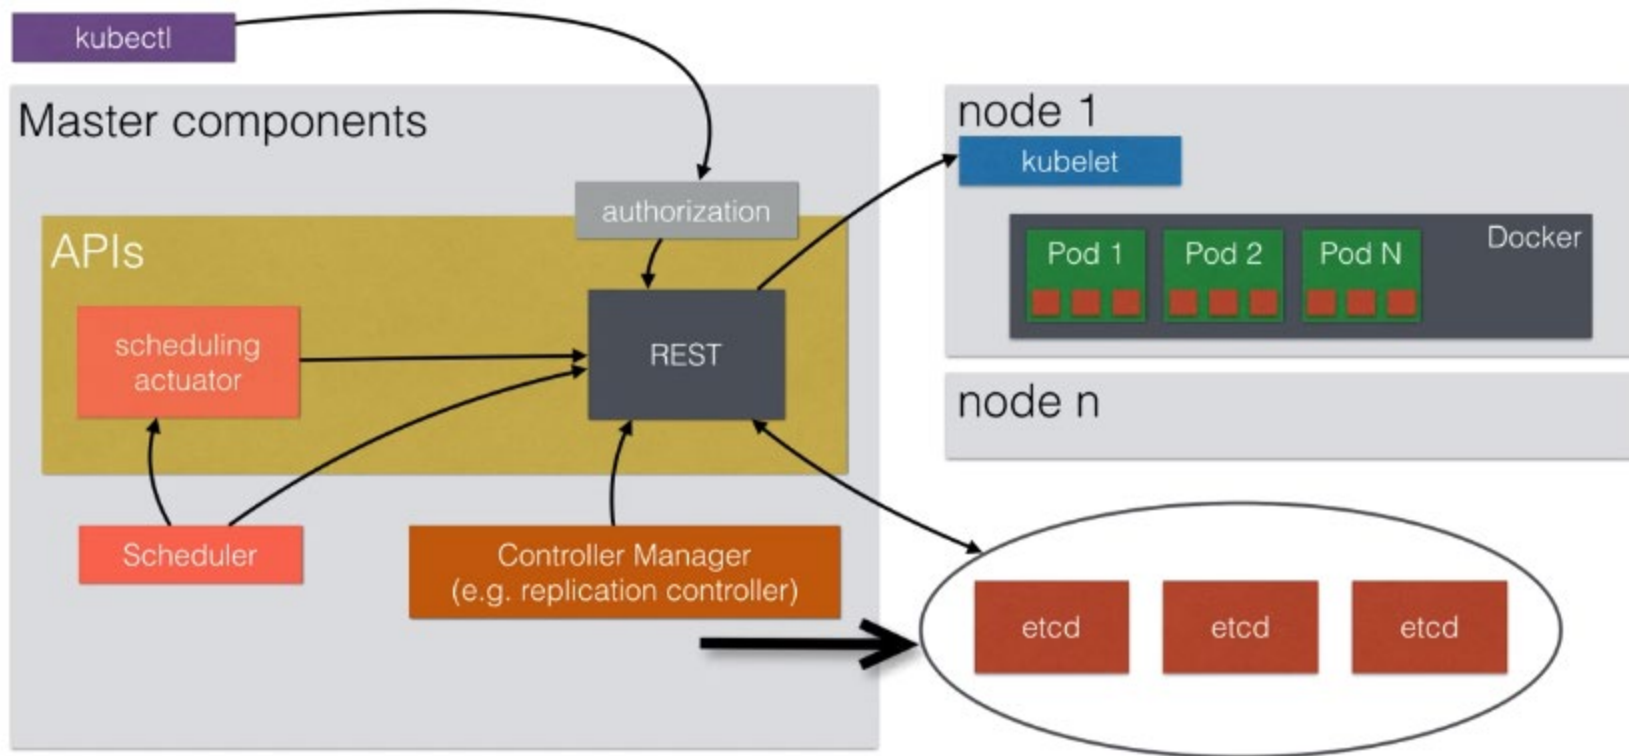 kubectl
Master components
authorization
APIs
scheduling
actuator
REST
Scheduler
Controller Manager
(e.g. replication controller)
node 1
kubelet
Docker
Pod 1
Pod 2
Pod N
node n
etcd
etcd
etcd